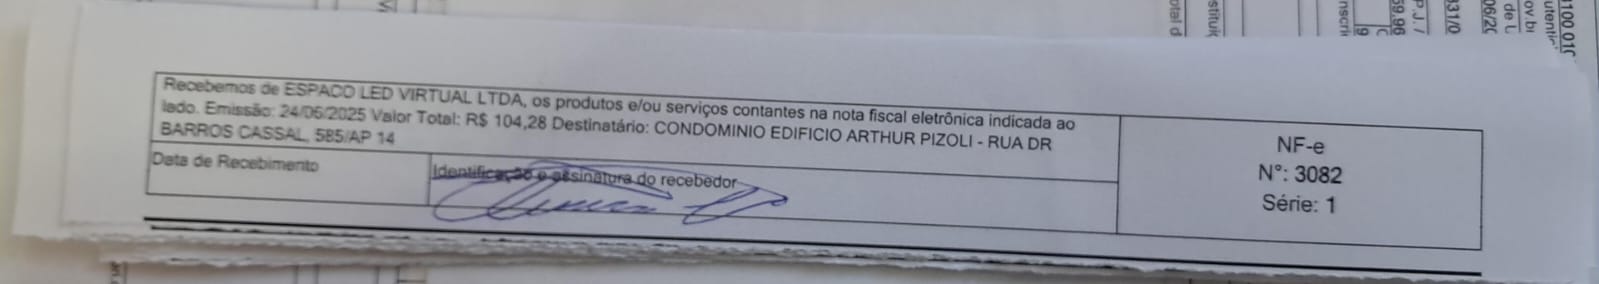 Recebemos de ESPACO LED VIRTUAL LTDA, os produtos e/ou serviços contantes na nota fiscal eletrônica indicada ao
lado. Emissão: 24/06/2025 Valor Total: R$ 104,28 Destinatário: CONDOMINIO EDIFICIO ARTHUR PIZOLI - RUA DR
BARROS CASSAL, 585/AP 14
Data de Recebimento
Identificação e assinatura do recebedor
NF-e
N°: 3082
Série: 1